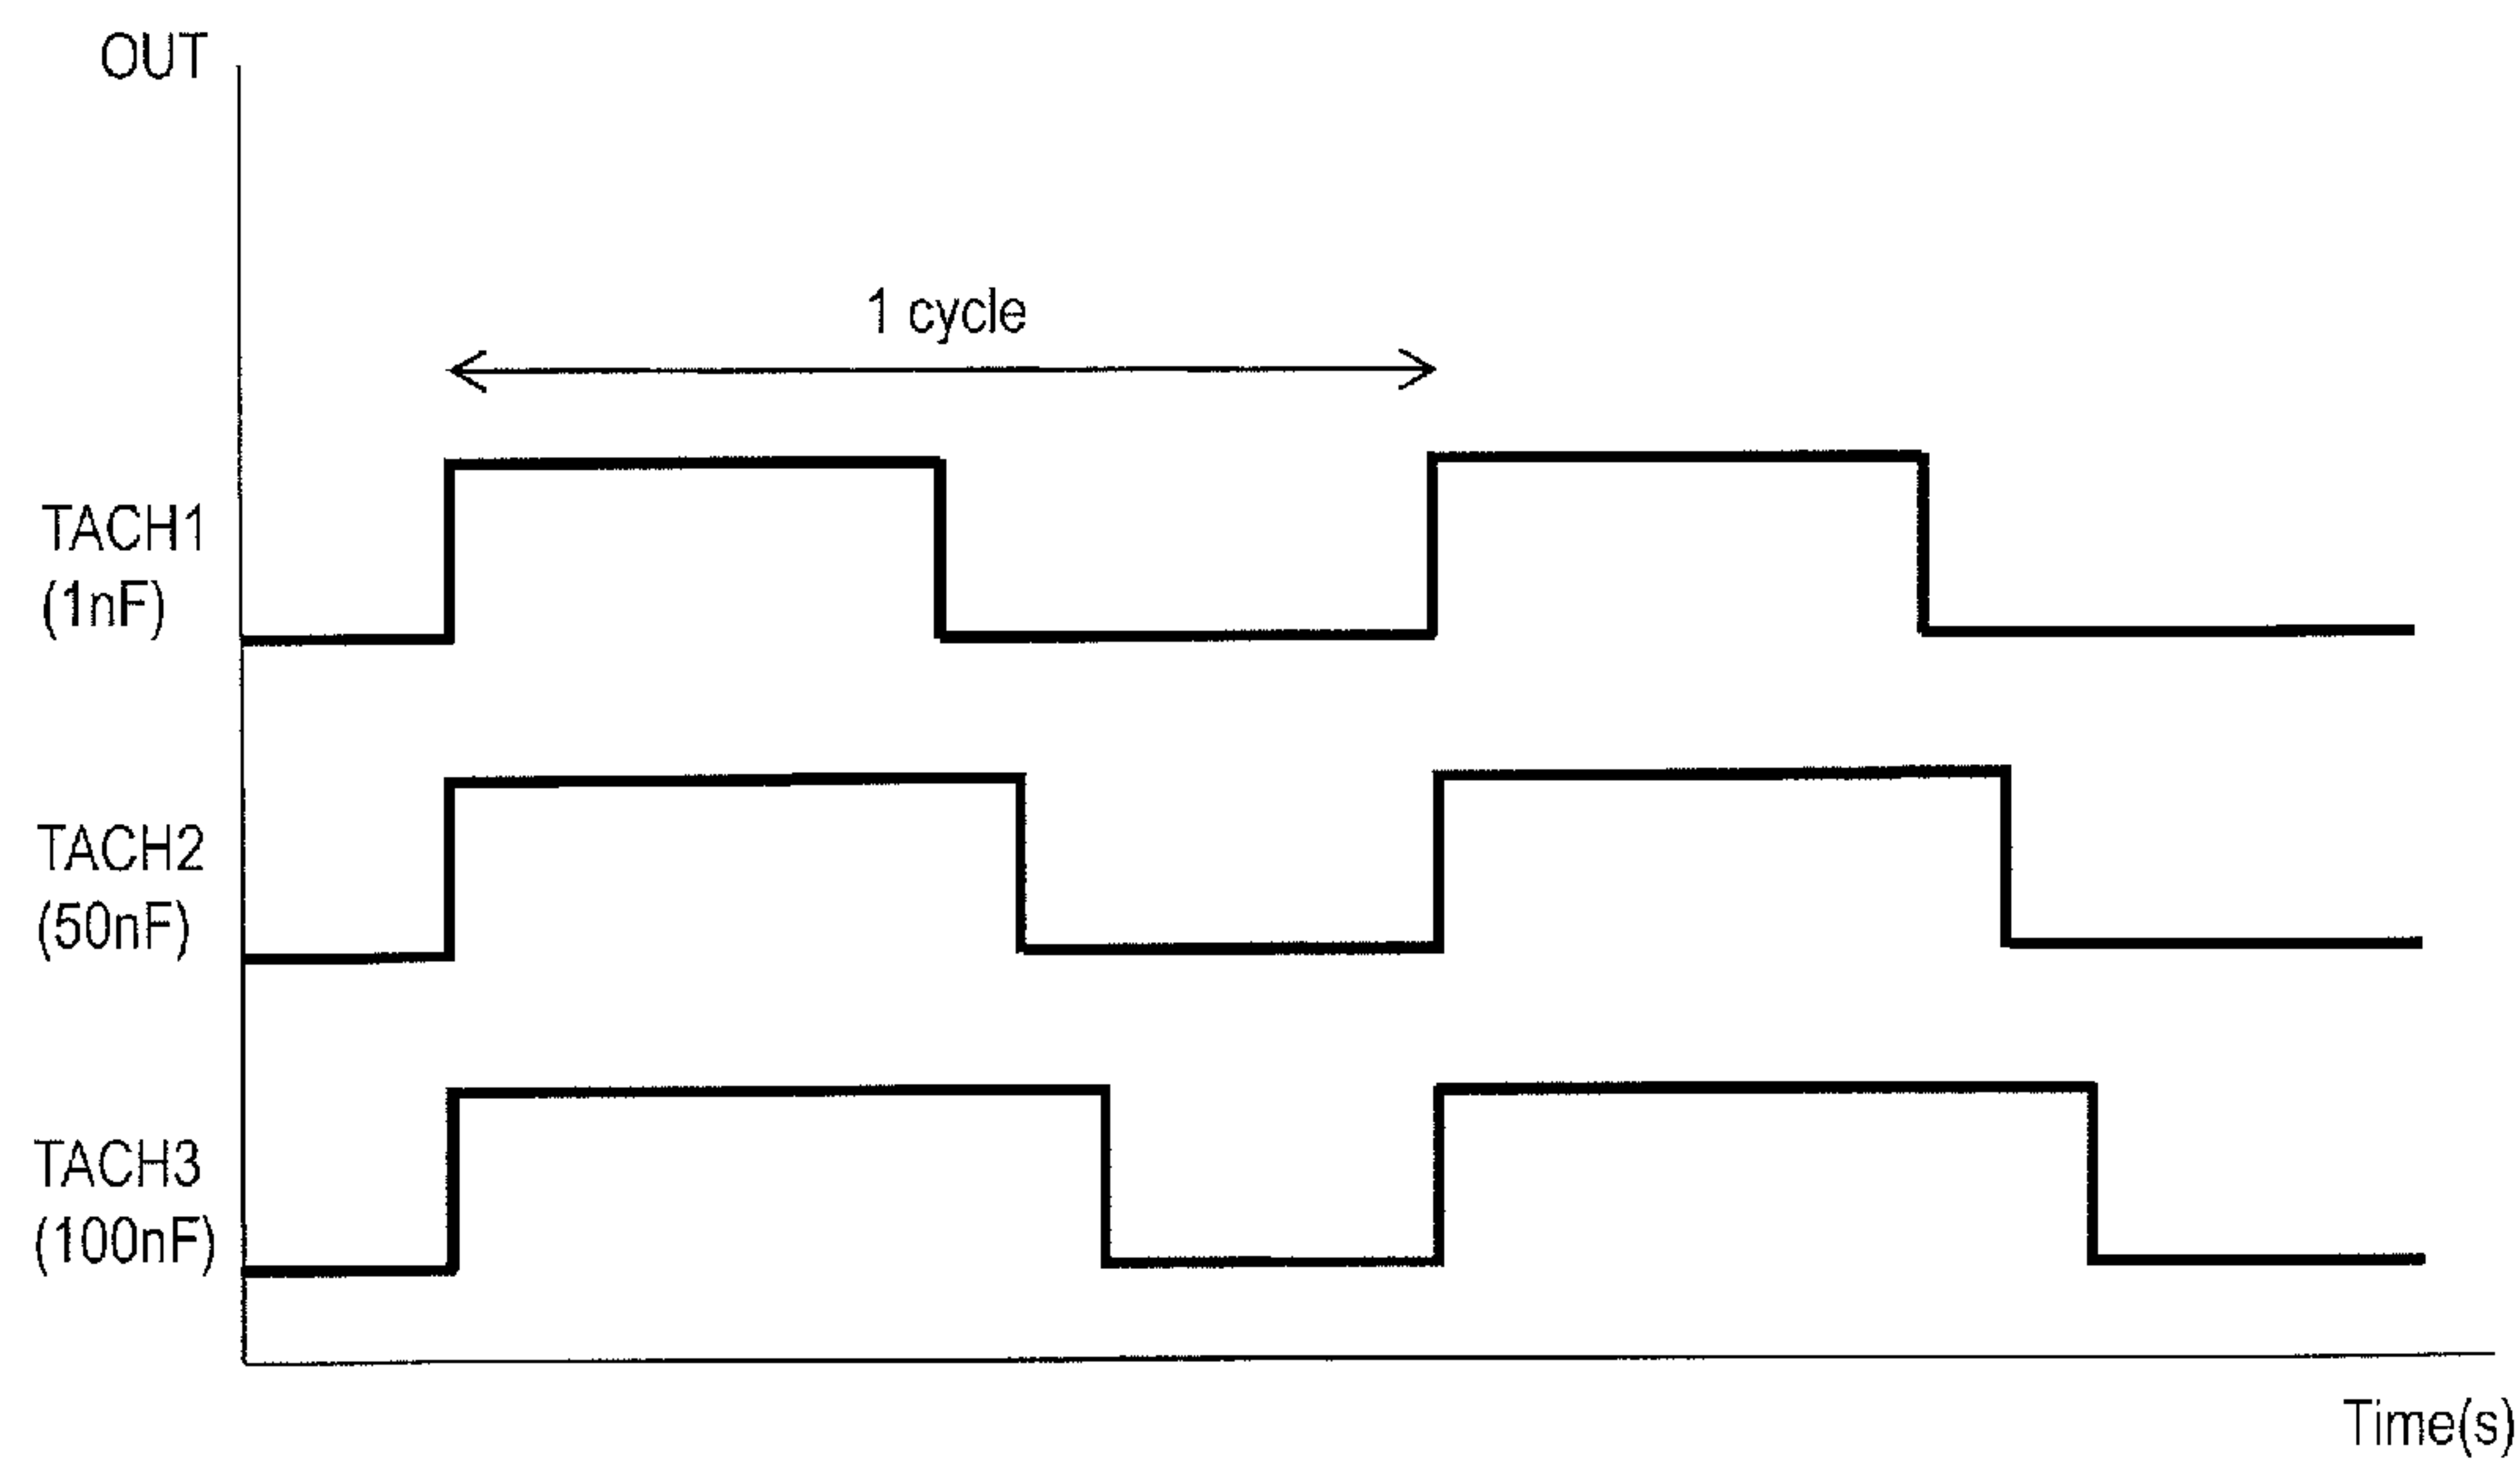 OUT
1 cycle
TACH1
(1nF)
TACH2
(50nF)
TACH3
(100nF)
Time(s)